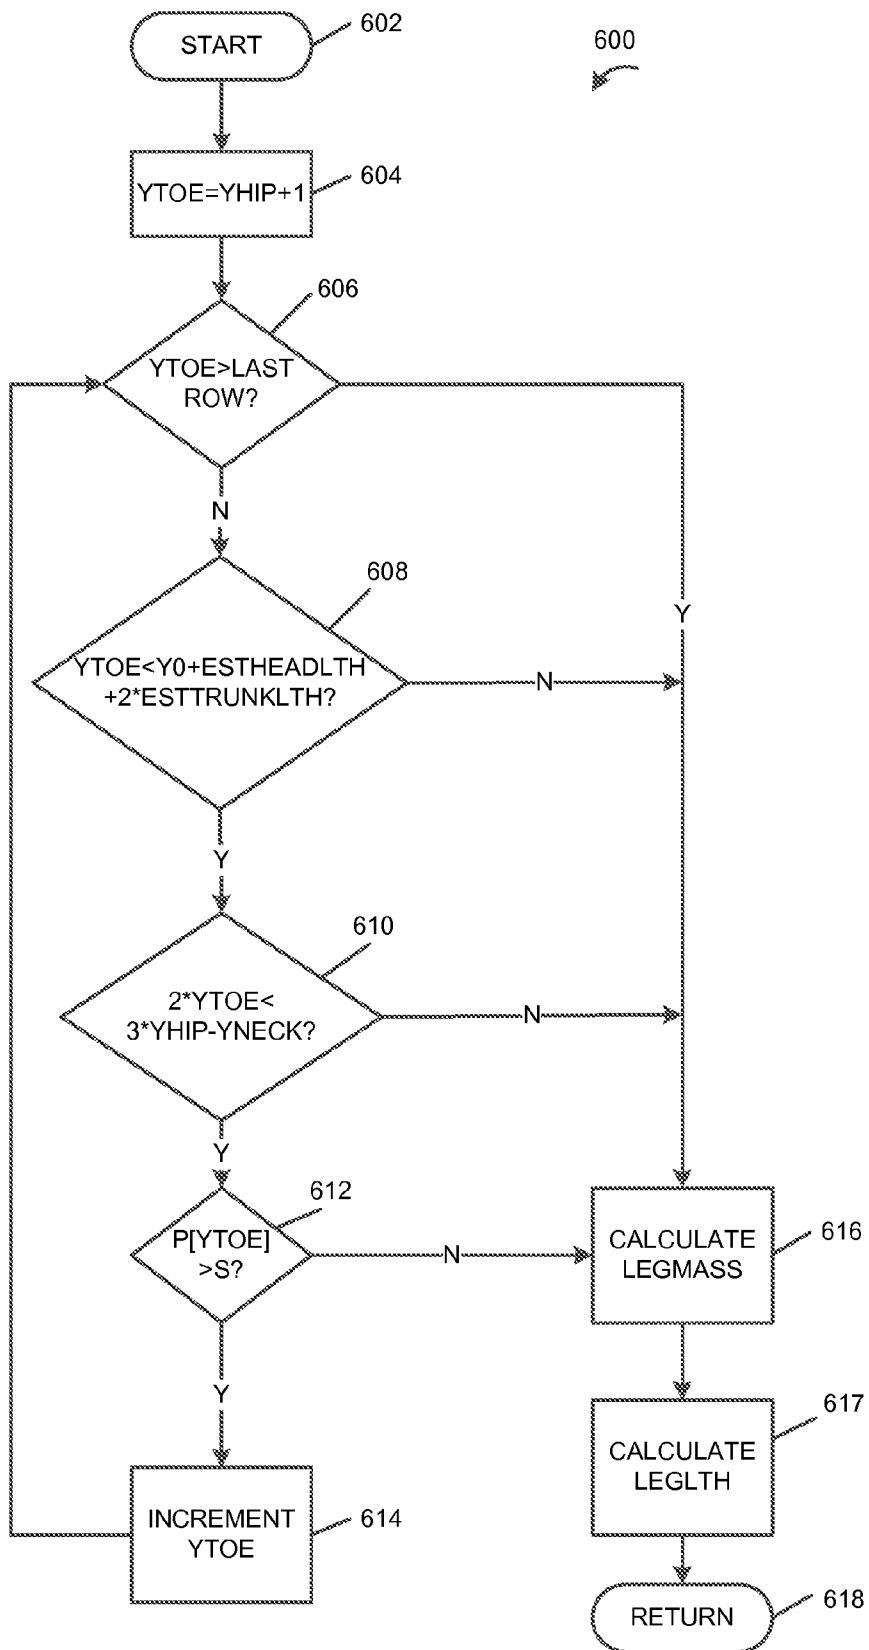 START
602
600
YTOE=YHIP+1
604
606
YTOE>LAST
ROW?
N
Y
608
YTOE<Y0+ESTHEADLTH
+2*ESTTRUNKLTH?
N
Y
610
2*YTOE<
3*YHIP-YNECK?
N
Y
612
P[YTOE]
>S?
N
Y
CALCULATE
LEGMASS
616
CALCULATE
LEGLTH
617
INCREMENT
YTOE
614
RETURN
618